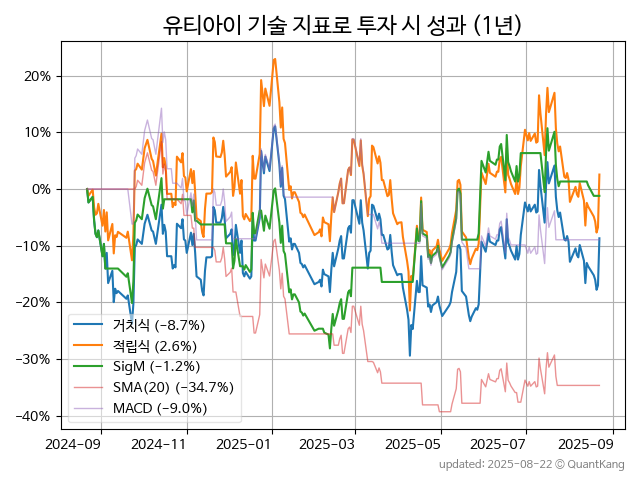 유티아이 기술 지표로 투자 시 성과 (1년)
20%
10%
0%
−10%
−20%
−30%
−40%
거치식 (−8.7%)
적립식 (2.6%)
SigM (−1.2%)
SMA(20) (−34.7%)
MACD (−9.0%)
2024-09 2024-11 2025-01 2025-03 2025-05 2025-07 2025-09
updated: 2025-08-22 © QuantKang